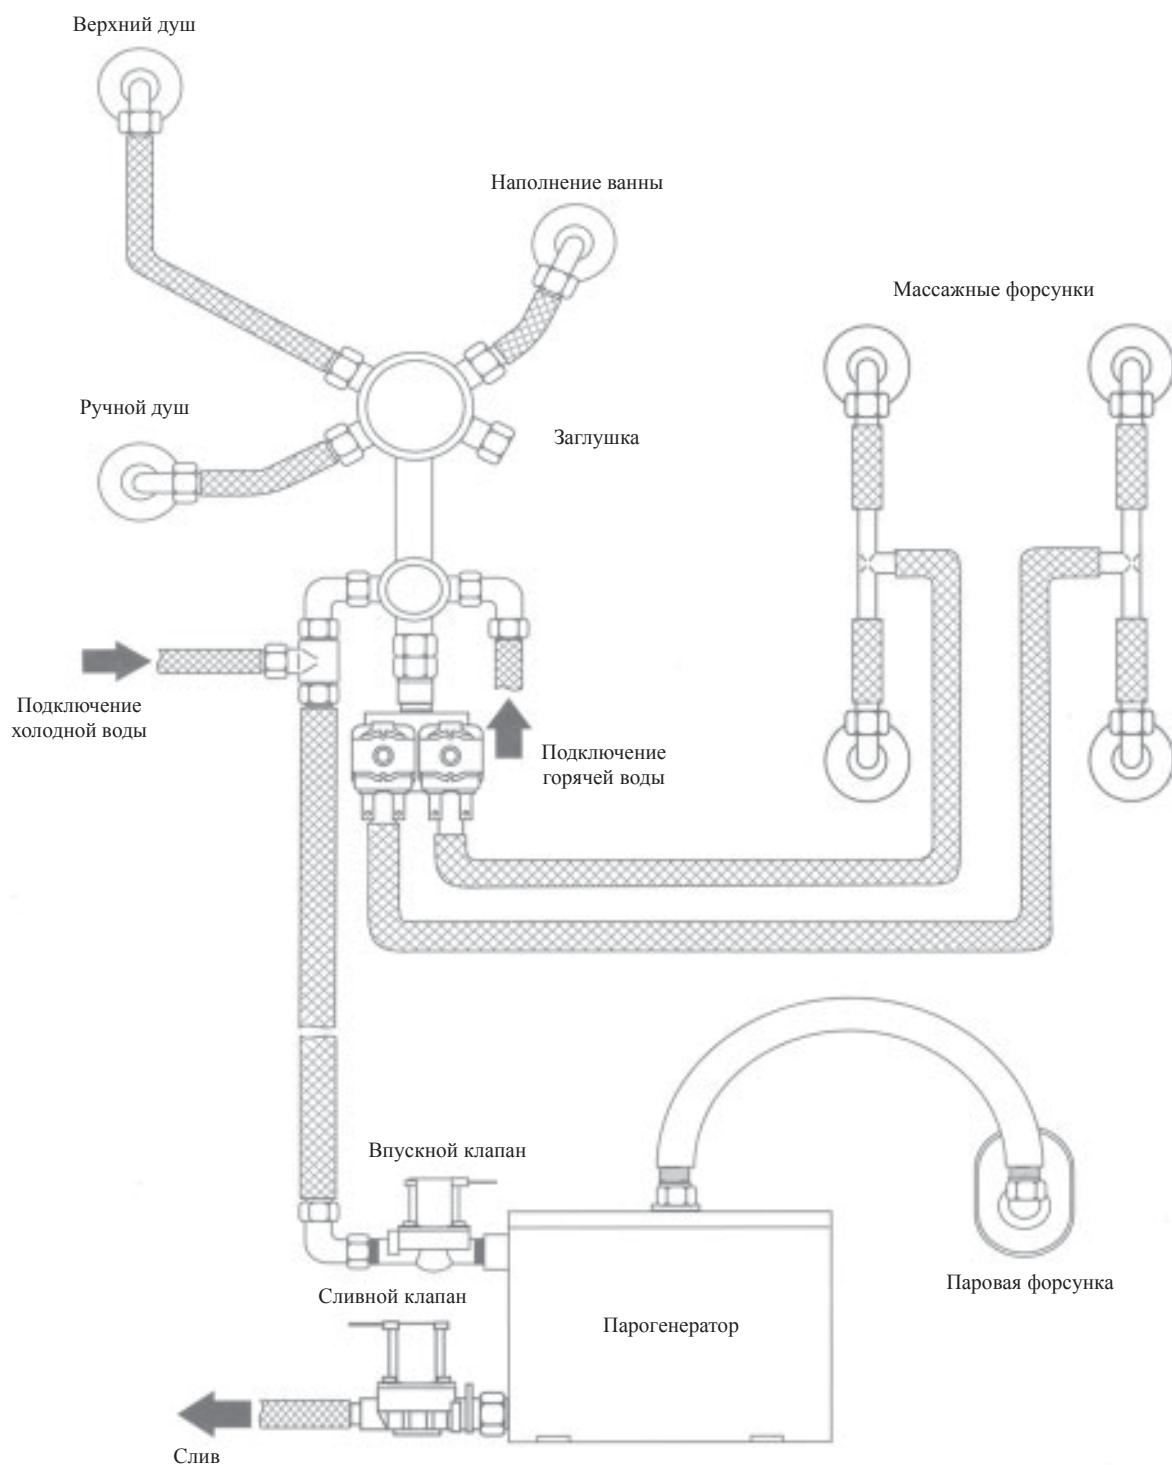 Верхний душ
Наполнение ванны
Массажные форсунки
Ручной душ
Заглушка
Подключение
холодной воды
Подключение
горячей воды
Впускной клапан
Сливной клапан
Паровая форсунка
Парогенератор
Слив